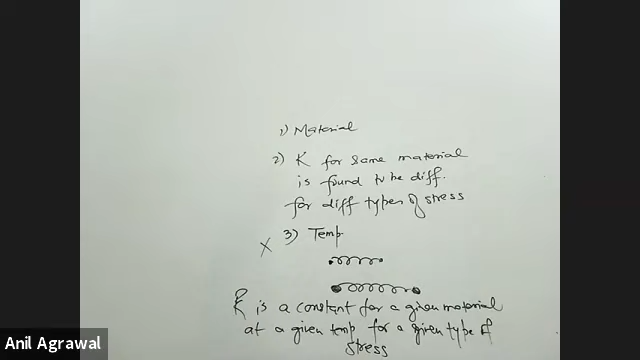 1) Material
2) K for same material
is found to be diff.
for diff types of stress
X 3) Temp
K is a constant for a given material
at a given temp for a given type of
stress
Anil Agrawal